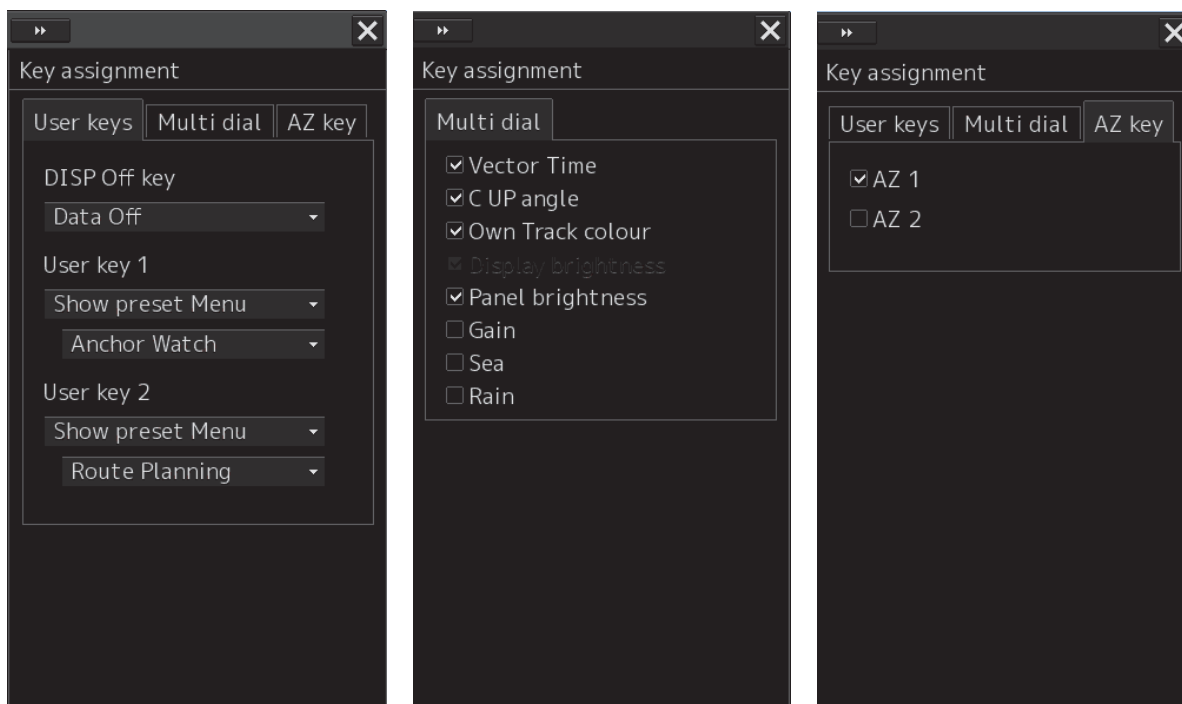 Key assignment
User keys Multi dial AZ key
DISP Off key
Data Off
User key 1
Show preset Menu
Anchor Watch
User key 2
Show preset Menu
Route Planning
Key assignment
Multi dial
Vector Time
C UP angle
Own Track colour
Display brightness
Panel brightness
Gain
Sea
Rain
Key assignment
User keys Multi dial AZ key
AZ 1
AZ 2